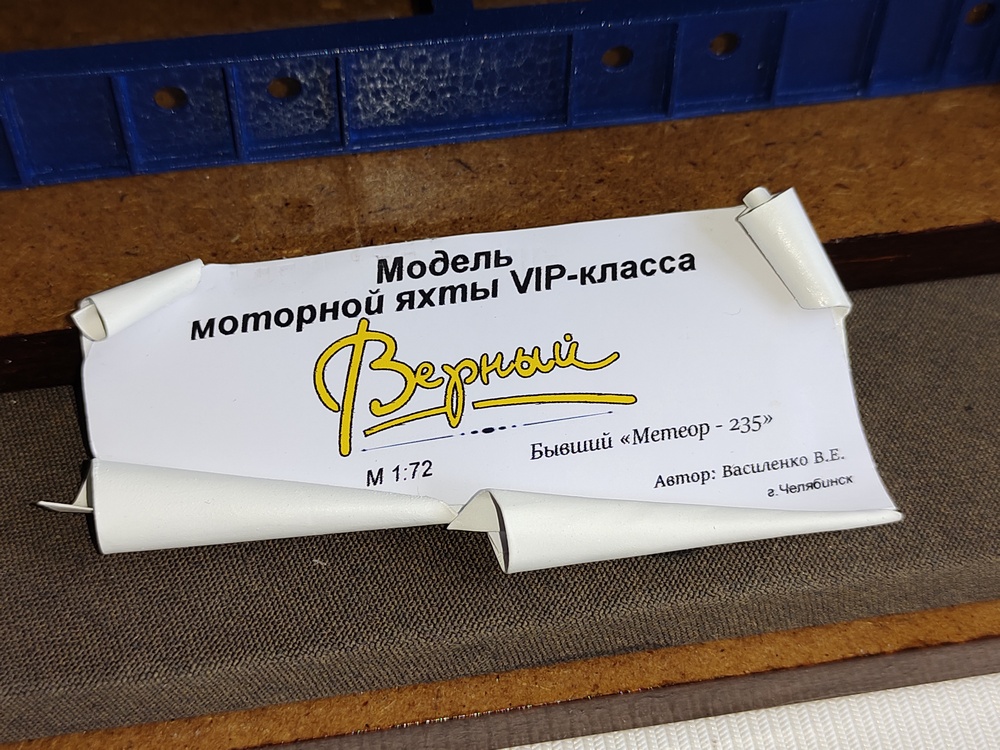 Модель
моторной яхты VIP-класса
Верный
Бывший «Метеор - 235»
М 1:72
Автор: Василенко В.Е.
г.Челябинск